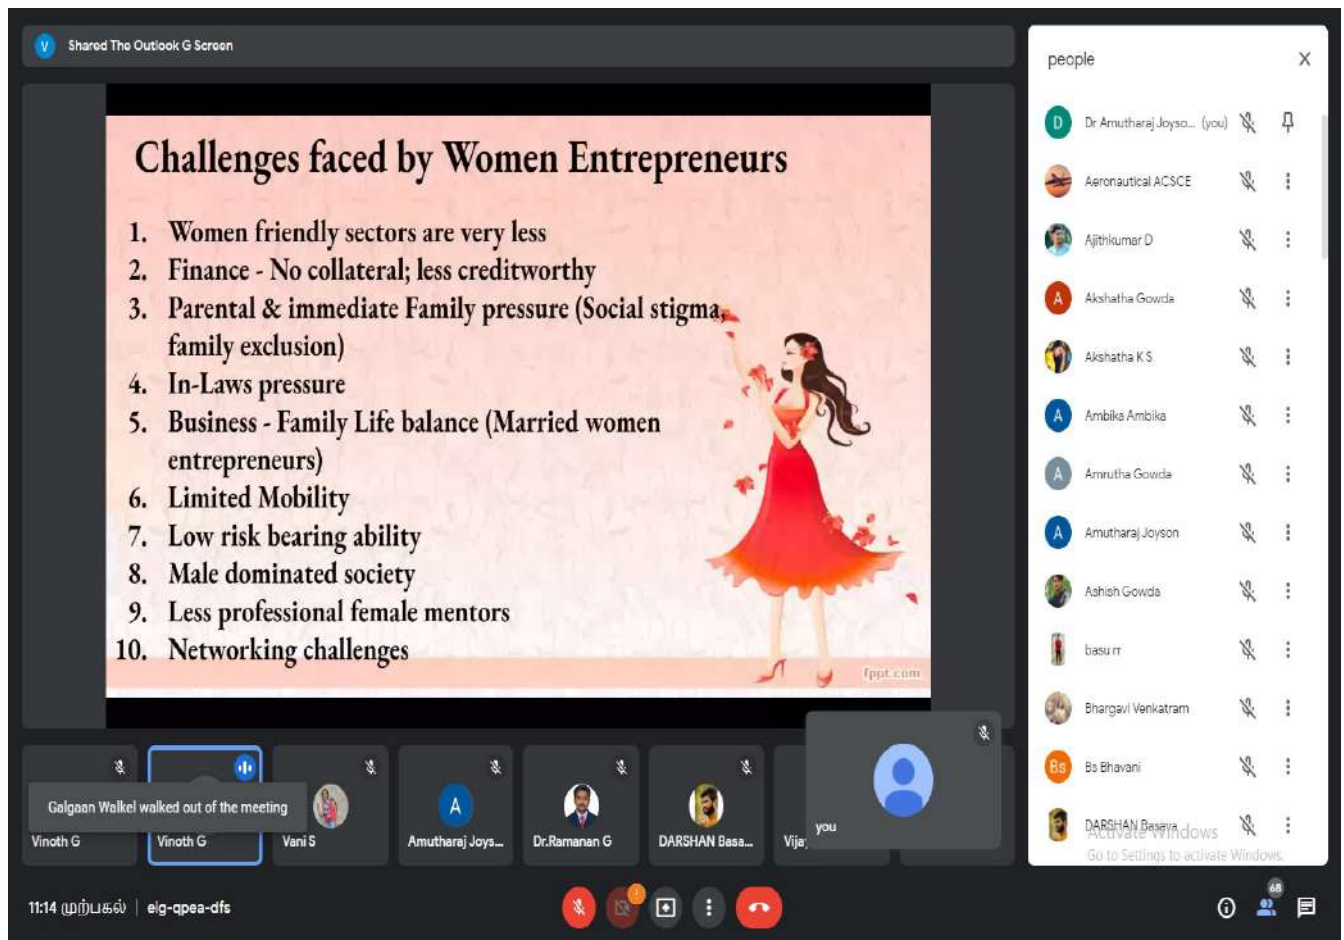 V Shared The Outlook G Screen
Challenges faced by Women Entrepreneurs
1. Women friendly sectors are very less
2. Finance - No collateral; less creditworthy
3. Parental & immediate Family pressure (Social stigma,
family exclusion)
4. In-Laws pressure
5. Business - Family Life balance (Married women
entrepreneurs)
6. Limited Mobility
7. Low risk bearing ability
8. Male dominated society
9. Less professional female mentors
10. Networking challenges
fppt.com
Galgaan Walkel walked out of the meeting
Vinoth G
Vinoth G
Vani S
A
Amutharaj Joys...
Dr.Ramanan G
DARSHAN Basa...
Vijay
you
11:14 முற்பகல் | eig-qpea-dfs
people
D Dr Amutharaj Joyso... (you)
Aeronautical ACSCE
Ajithkumar D
A Akshatha Gowda
Akshatha K S
A Ambika Ambika
A Amrutha Gowda
A Amutharaj Joyson
Ashish Gowda
basu rr
Bhargavi Venkatram
Bs Bs Bhavani
DARSHAN Basava
Activate Windows
Go to Settings to activate Windows.
68